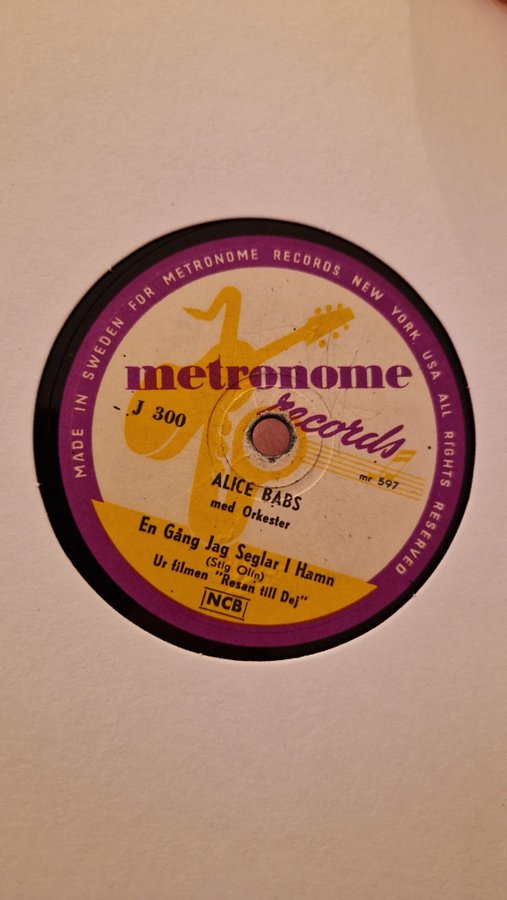 MADE IN SWEDEN FOR METRONOME RECORDS NEW YORK, USA ALL RIGHTS RESERVED
metronome
records
J 300
mr 597
ALICE BABS
med Orkester
En Gång Jag Seglar I Hamn
(Stig Olin)
Ur filmen "Resan till Dej"
NCB